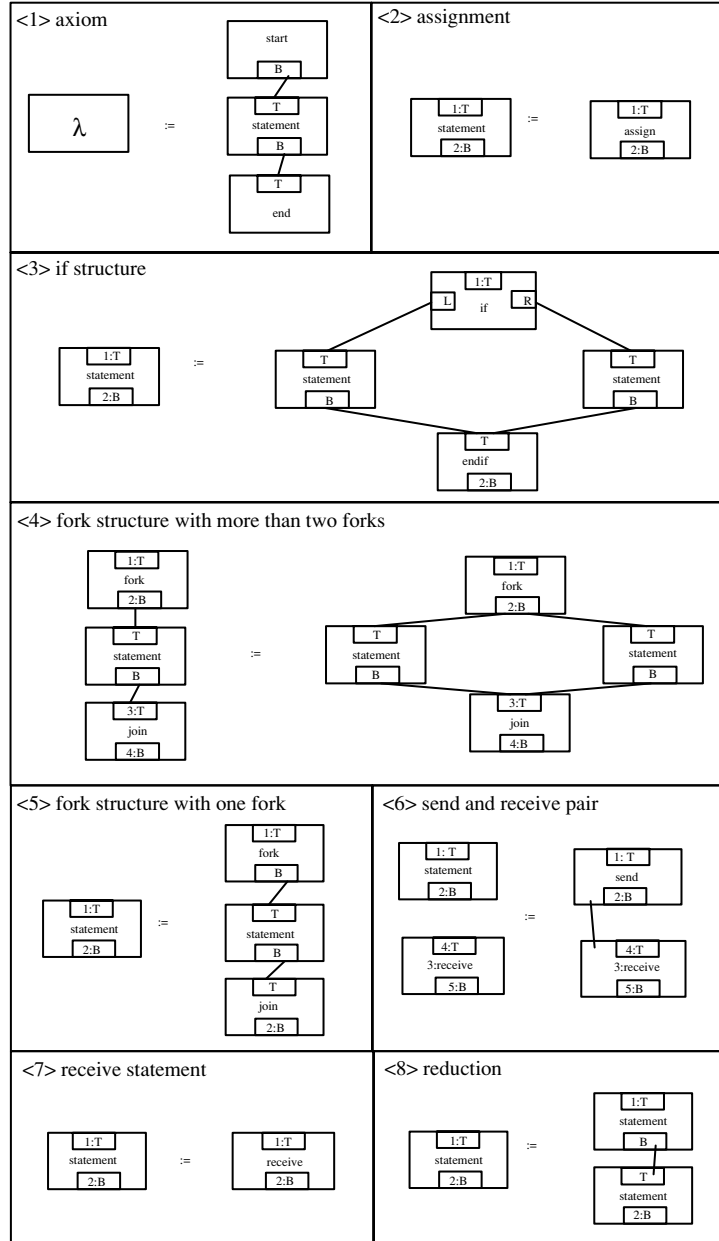 <1> axiom
λ
:=
start
B
T
statement
B
T
end
<2> assignment
1:T
statement
2:B
:=
1:T
assign
2:B
<3> if structure
1:T
statement
2:B
:=
1:T
L
R
if
T
statement
B
T
statement
B
T
endif
2:B
<4> fork structure with more than two forks
1:T
fork
2:B
T
statement
B
3:T
join
4:B
:=
1:T
fork
2:B
T
statement
B
T
statement
B
3:T
join
4:B
<5> fork structure with one fork
1:T
statement
2:B
:=
1:T
fork
B
T
statement
B
T
join
2:B
<6> send and receive pair
1: T
statement
2:B
4:T
3:receive
5:B
:=
1: T
send
2:B
4:T
3:receive
5:B
<7> receive statement
1:T
statement
2:B
:=
1:T
receive
2:B
<8> reduction
1:T
statement
2:B
:=
1:T
statement
B
T
statement
2:B